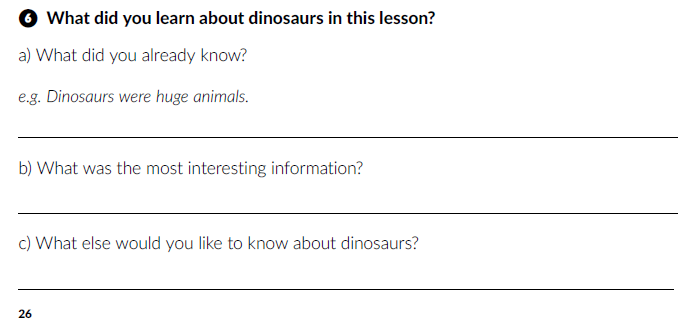 6 What did you learn about dinosaurs in this lesson?
a) What did you already know?
e.g. Dinosaurs were huge animals.
b) What was the most interesting information?
c) What else would you like to know about dinosaurs?
26